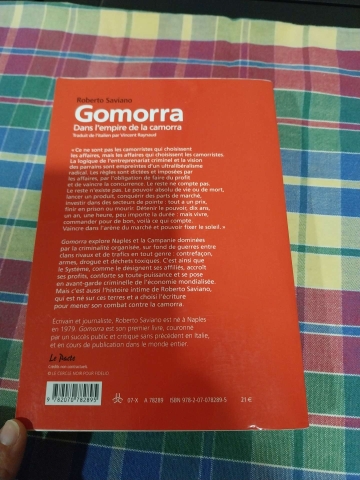 Roberto Saviano
Gomorra
Dans l'empire de la camorra
Traduit de l'italien par Vincent Raynaud
« Ce ne sont pas les camorristes qui choisissent
les affaires, mais les affaires qui choisissent les camorristes.
La logique de l'entreprenariat criminel et la vision
des parrains sont empreintes d'un ultralibéralisme
radical. Les règles sont dictées et imposées par
les affaires, par l'obligation de faire du profit
et de vaincre la concurrence. Le reste ne compte pas.
Le reste n'existe pas. Le pouvoir absolu de vie ou de mort,
lancer un produit, conquérir des parts de marché,
investir dans des secteurs de pointe : tout a un prix,
finir en prison ou mourir. Détenir le pouvoir, dix ans,
un an, une heure, peu importe la durée : mais vivre,
commander pour de bon, voilà ce qui compte.
Vaincre dans l'arène du marché et pouvoir fixer le soleil. »
Gomorra explore Naples et la Campanie dominées
par la criminalité organisée, sur fond de guerres entre
clans rivaux et de trafics en tout genre : contrefaçon,
armes, drogue et déchets toxiques. C'est ainsi que
le Système, comme le désignent ses affiliés, accroît
ses profits, conforte sa toute-puissance et se pose
en avant-garde criminelle de l'économie mondialisée.
Mais c'est aussi l'histoire intime de Roberto Saviano,
qui est né sur ces terres et a choisi l'écriture
pour mener son combat contre la camorra.
Écrivain et journaliste, Roberto Saviano est né à Naples
en 1979. Gomorra est son premier livre, couronné
par un succès public et critique sans précédent en Italie,
et en cours de publication dans le monde entier.
9 782070 782895
07-X A 78289 ISBN 978-2-07-078289-5 21 €